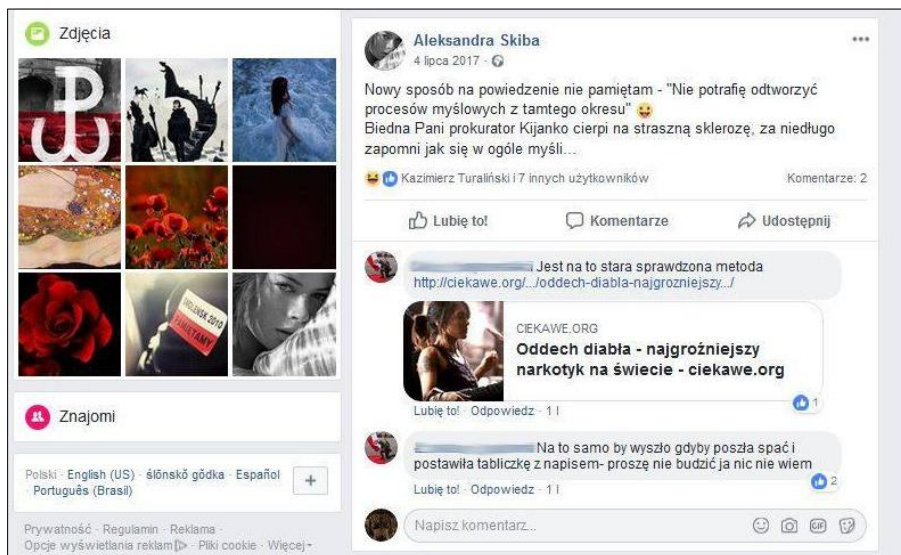 Zdjęcia
SMOLEŃSK 2010
PAMIĘTAMY
Znajomi
Polski · English (US) · ślōnskŏ gŏdka · Español
· Português (Brasil)
Prywatność · Regulamin · Reklama ·
Opcje wyświetlania reklam · Pliki cookie · Więcej
Aleksandra Skiba
4 lipca 2017 ·
Nowy sposób na powiedzenie nie pamiętam - "Nie potrafię odtworzyć
procesów myślowych z tamtego okresu" 😜
Biedna Pani prokurator Kijanko cierpi na straszną sklerozę, za niedługo
zapomni jak się w ogóle myśli...
Kazimierz Turaliński i 7 innych użytkowników
Komentarze: 2
Lubię to!
Komentarze
Udostępnij
Jest na to stara sprawdzona metoda
http://ciekawe.org/.../oddech-diabla-najgrozniejszy.../
CIEKAWE.ORG
Oddech diabła - najgroźniejszy
narkotyk na świecie - ciekawe.org
1
Lubię to! · Odpowiedz · 1 l
Na to samo by wyszło gdyby poszła spać i
postawiła tabliczkę z napisem- proszę nie budzić ja nic nie wiem
2
Lubię to! · Odpowiedz · 1 l
Napisz komentarz...
GIF